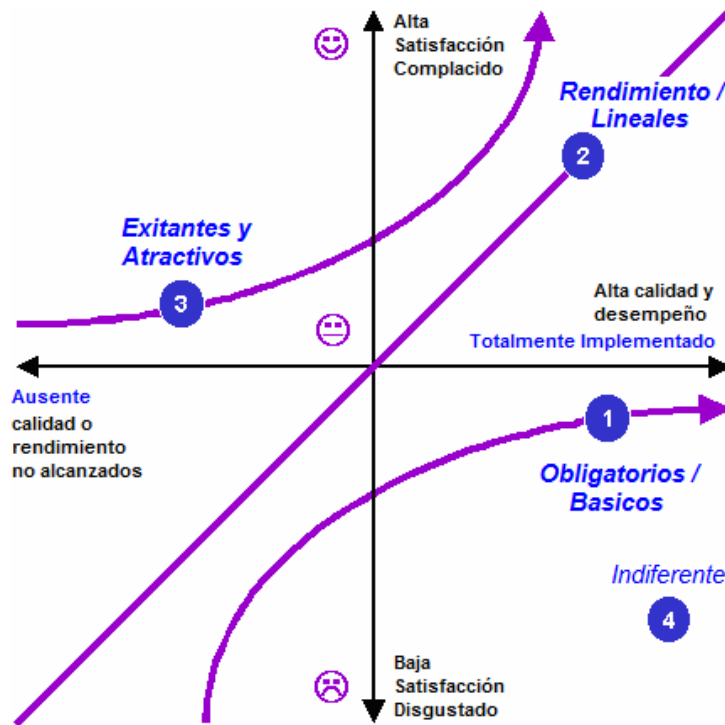 Alta
Satisfacción
Complacido
Rendimiento /
Lineales
2
Exitantes y
Atractivos
3
Alta calidad y
desempeño
Totalmente Implementado
Ausente
calidad o
rendimiento
no alcanzados
1
Obligatorios /
Basicos
Indiferente
4
Baja
Satisfacción
Disgustado